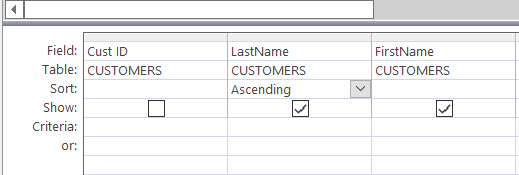 Field: Cust ID LastName FirstName
Table: CUSTOMERS CUSTOMERS CUSTOMERS
Sort: Ascending
Show:
Criteria:
or: